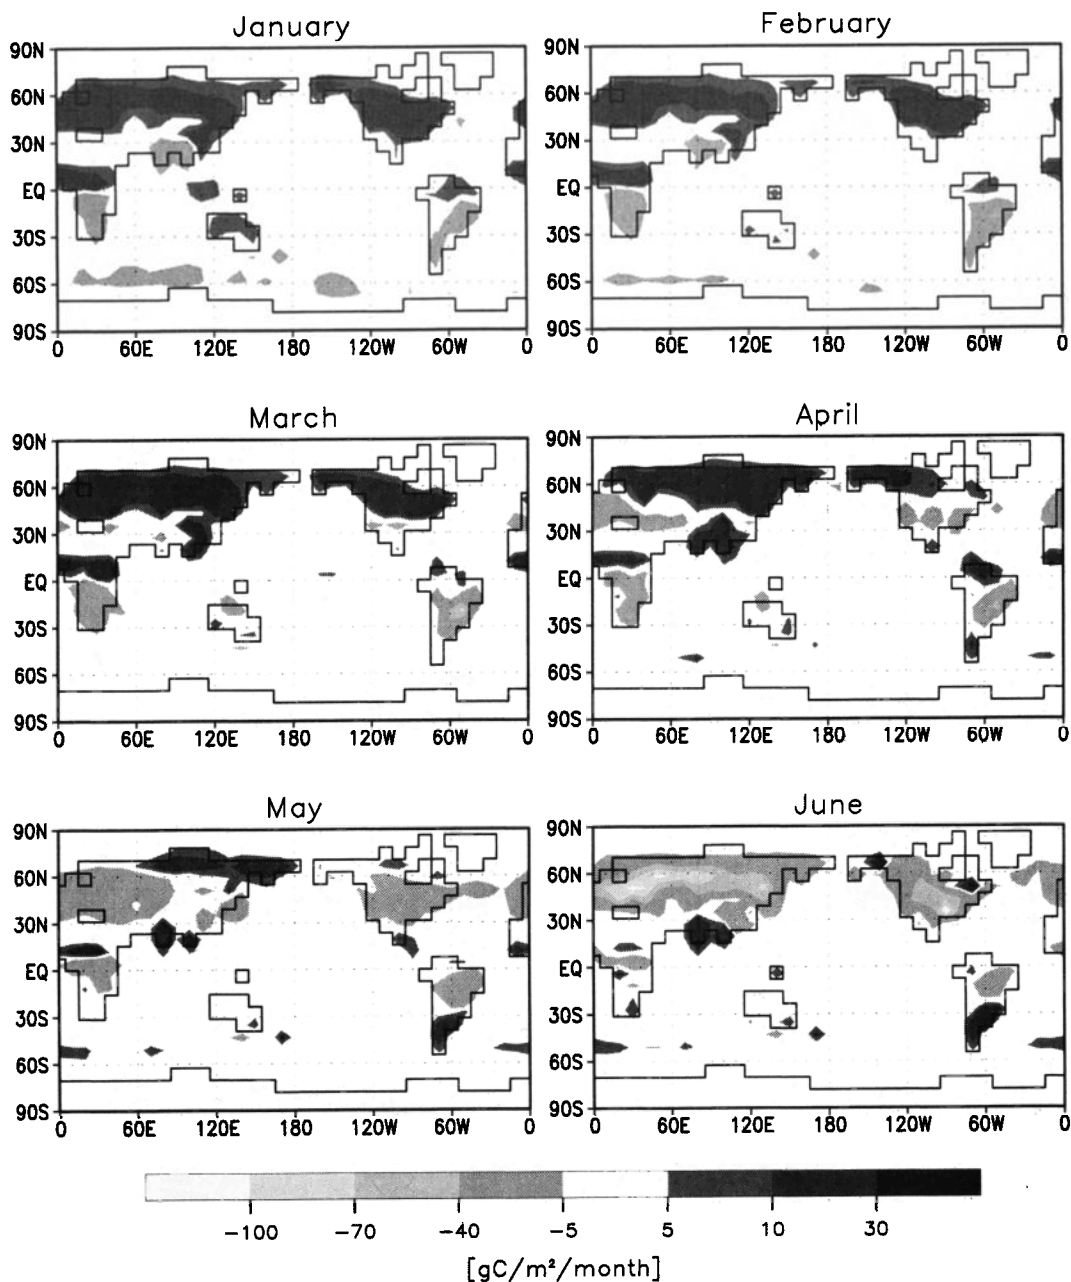 January February
90N 90N
60N 60N
30N 30N
EQ EQ
30S 30S
60S 60S
90S 90S
0 60E 120E 180 120W 60W 0 0 60E 120E 180 120W 60W 0
March April
90N 90N
60N 60N
30N 30N
EQ EQ
30S 30S
60S 60S
90S 90S
0 60E 120E 180 120W 60W 0 0 60E 120E 180 120W 60W 0
May June
90N 90N
60N 60N
30N 30N
EQ EQ
30S 30S
60S 60S
90S 90S
0 60E 120E 180 120W 60W 0 0 60E 120E 180 120W 60W 0
-100 -70 -40 -5 5 10 30
[gC/m²/month]